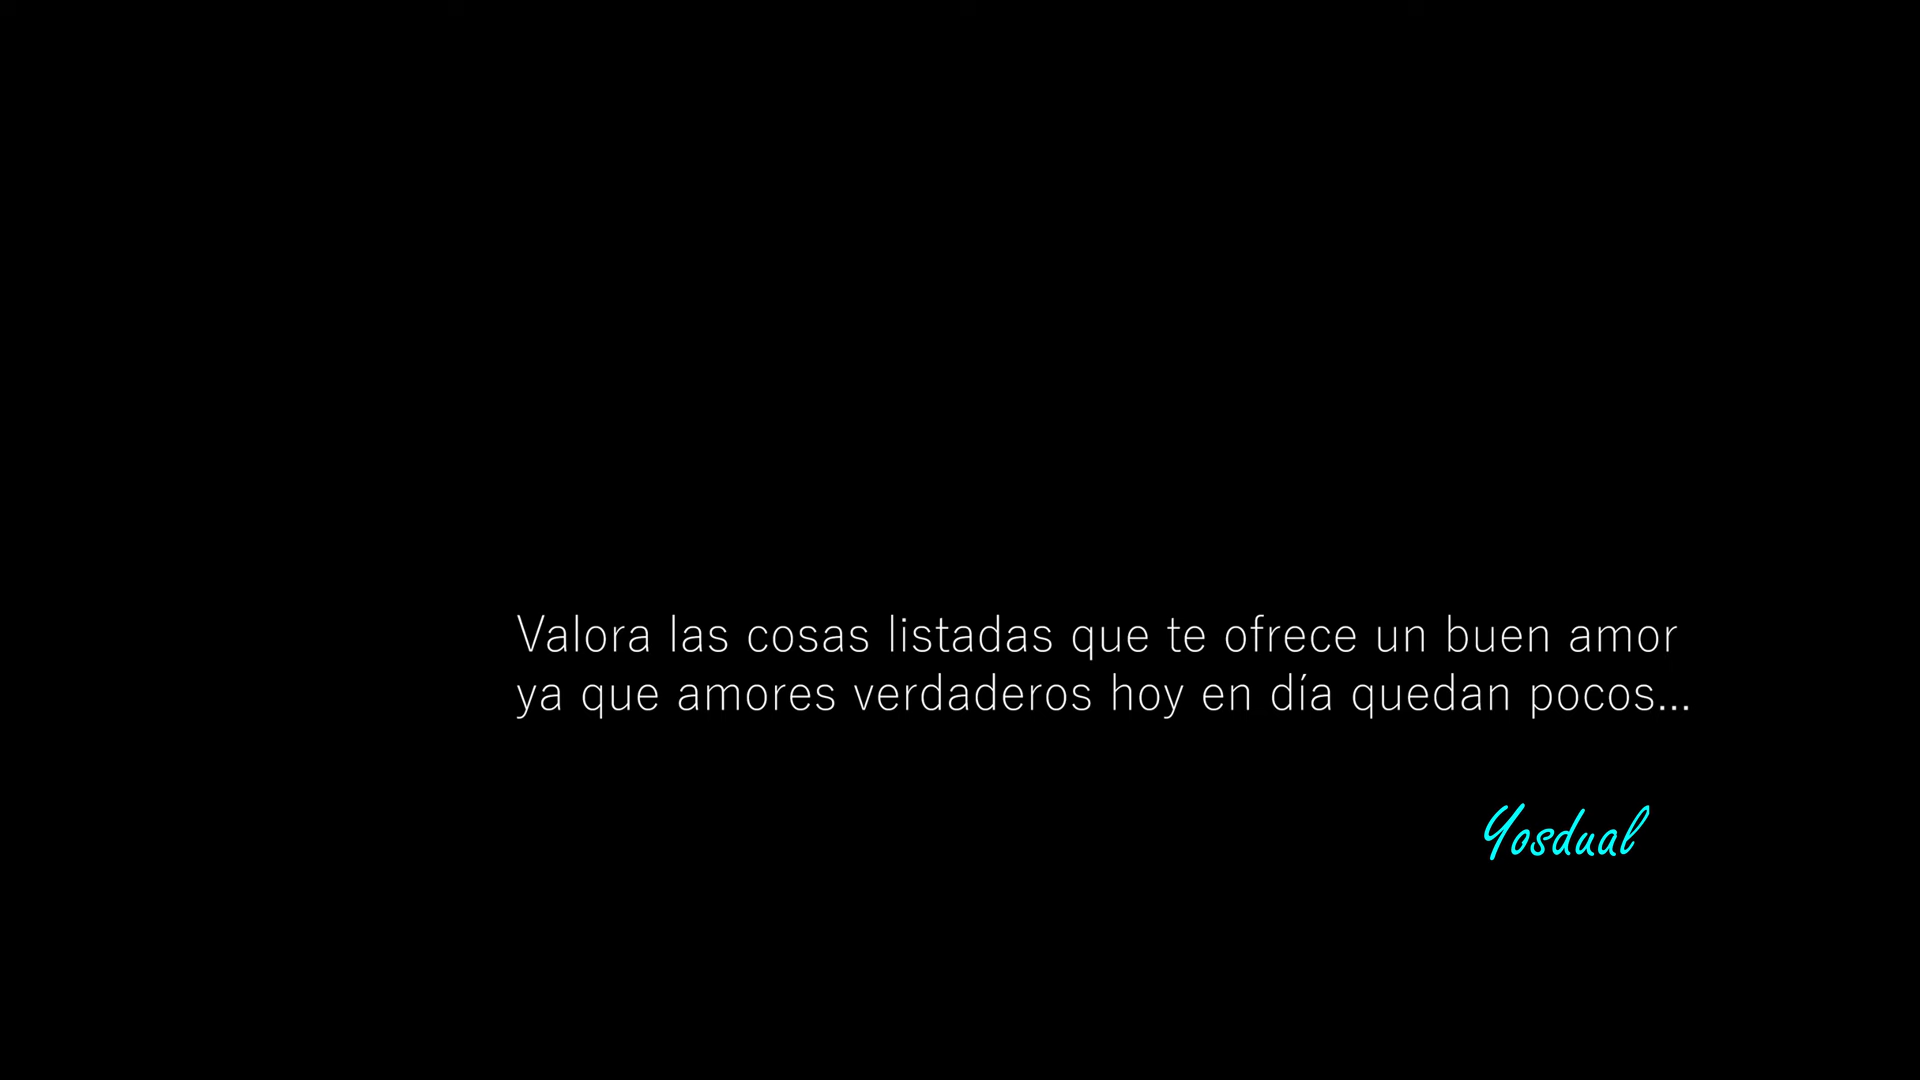 Valora las cosas listadas que te ofrece un buen amor
ya que amores verdaderos hoy en día quedan pocos...
Yosdual